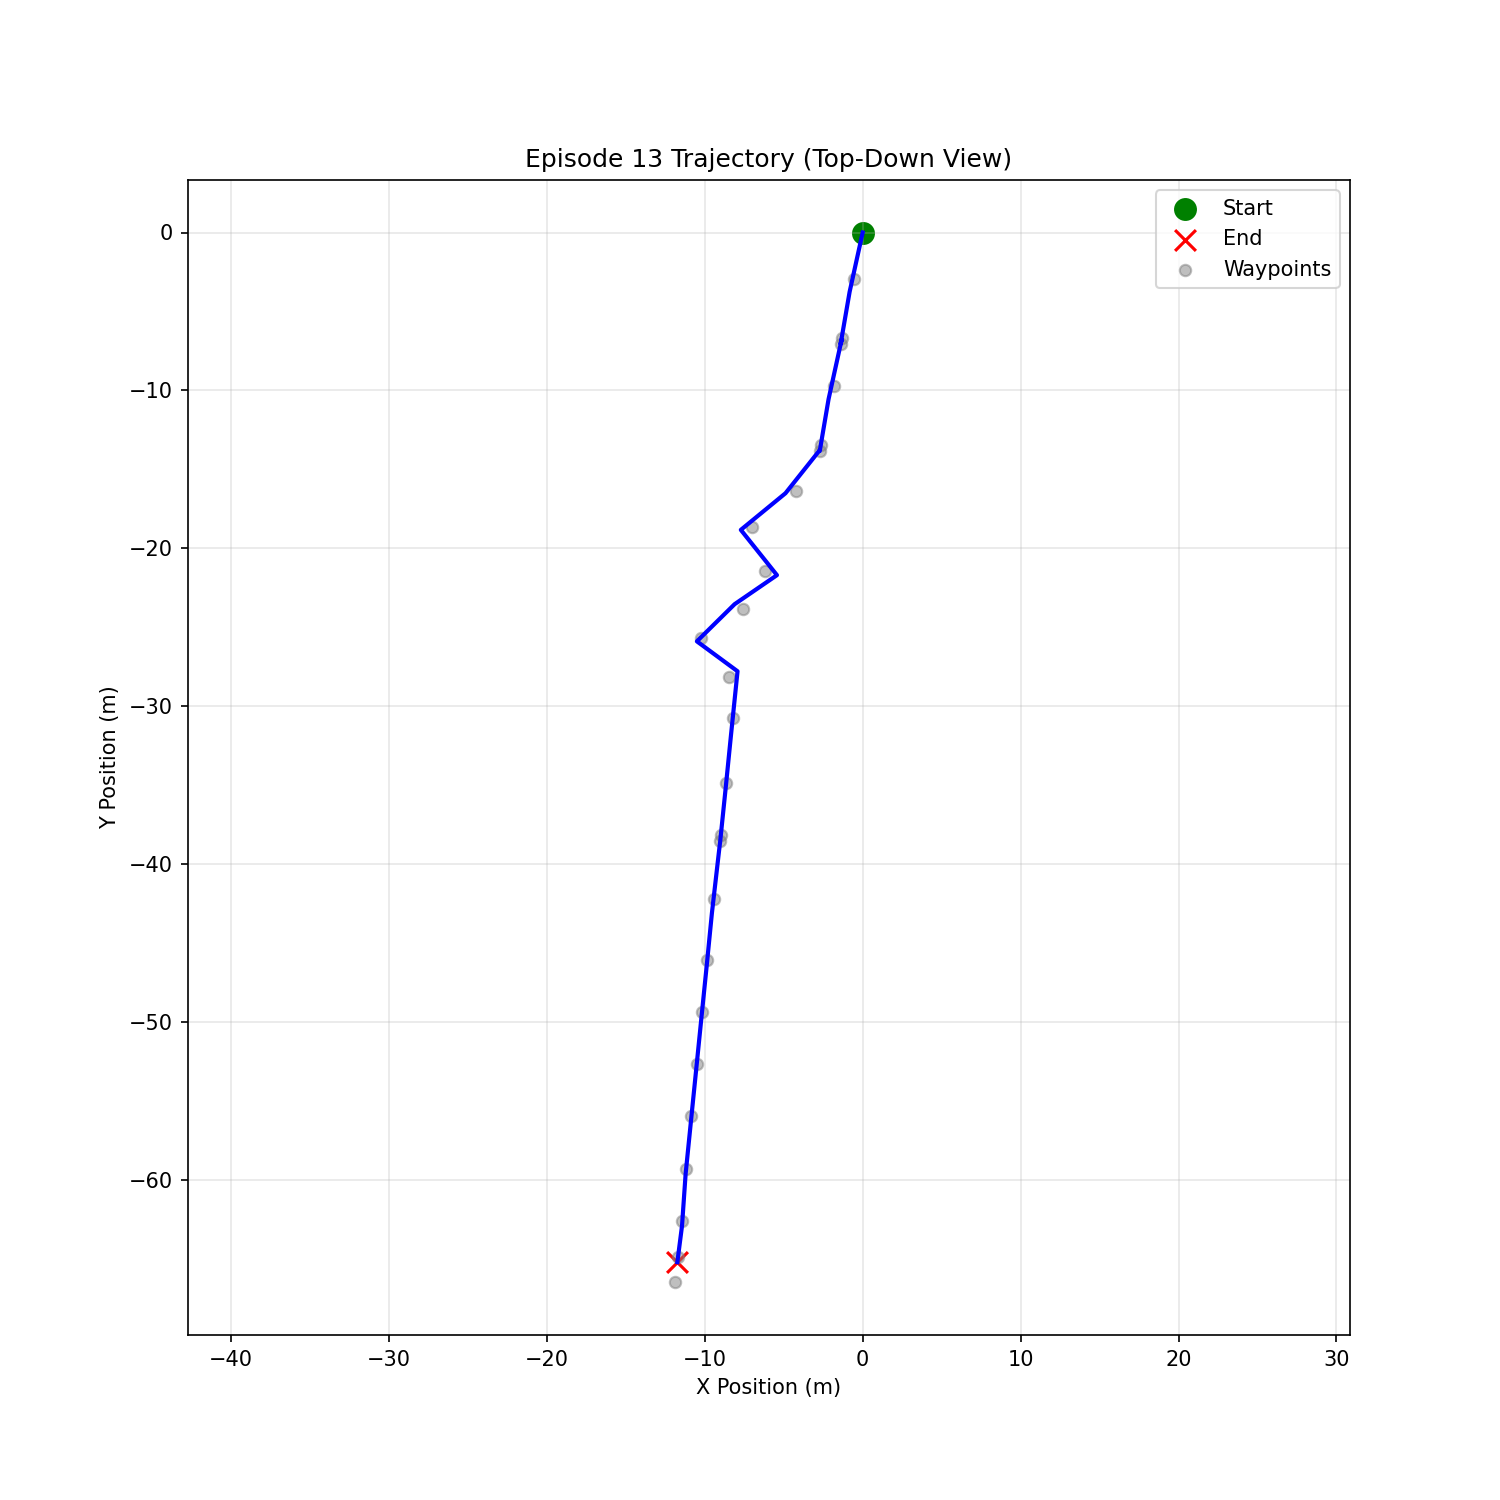 Episode 13 Trajectory (Top-Down View)
Start
End
Waypoints
0
−10
−20
−30
−40
−50
−60
Y Position (m)
−40
−30
−20
−10
0
10
20
30
X Position (m)